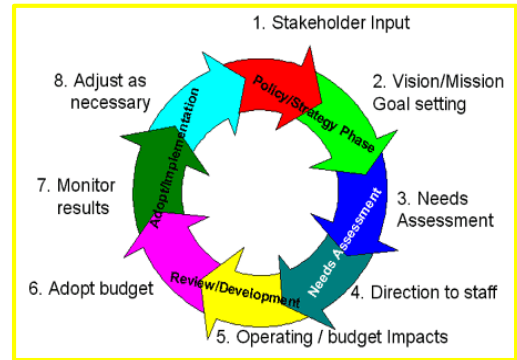 1. Stakeholder Input
2. Vision/Mission
Goal setting
3. Needs
Assessment
4. Direction to staff
5. Operating / budget Impacts
6. Adopt budget
7. Monitor
results
8. Adjust as
necessary
Policy/Strategy Phase
Needs Assessment
Review/Development
Adopt/Implementation